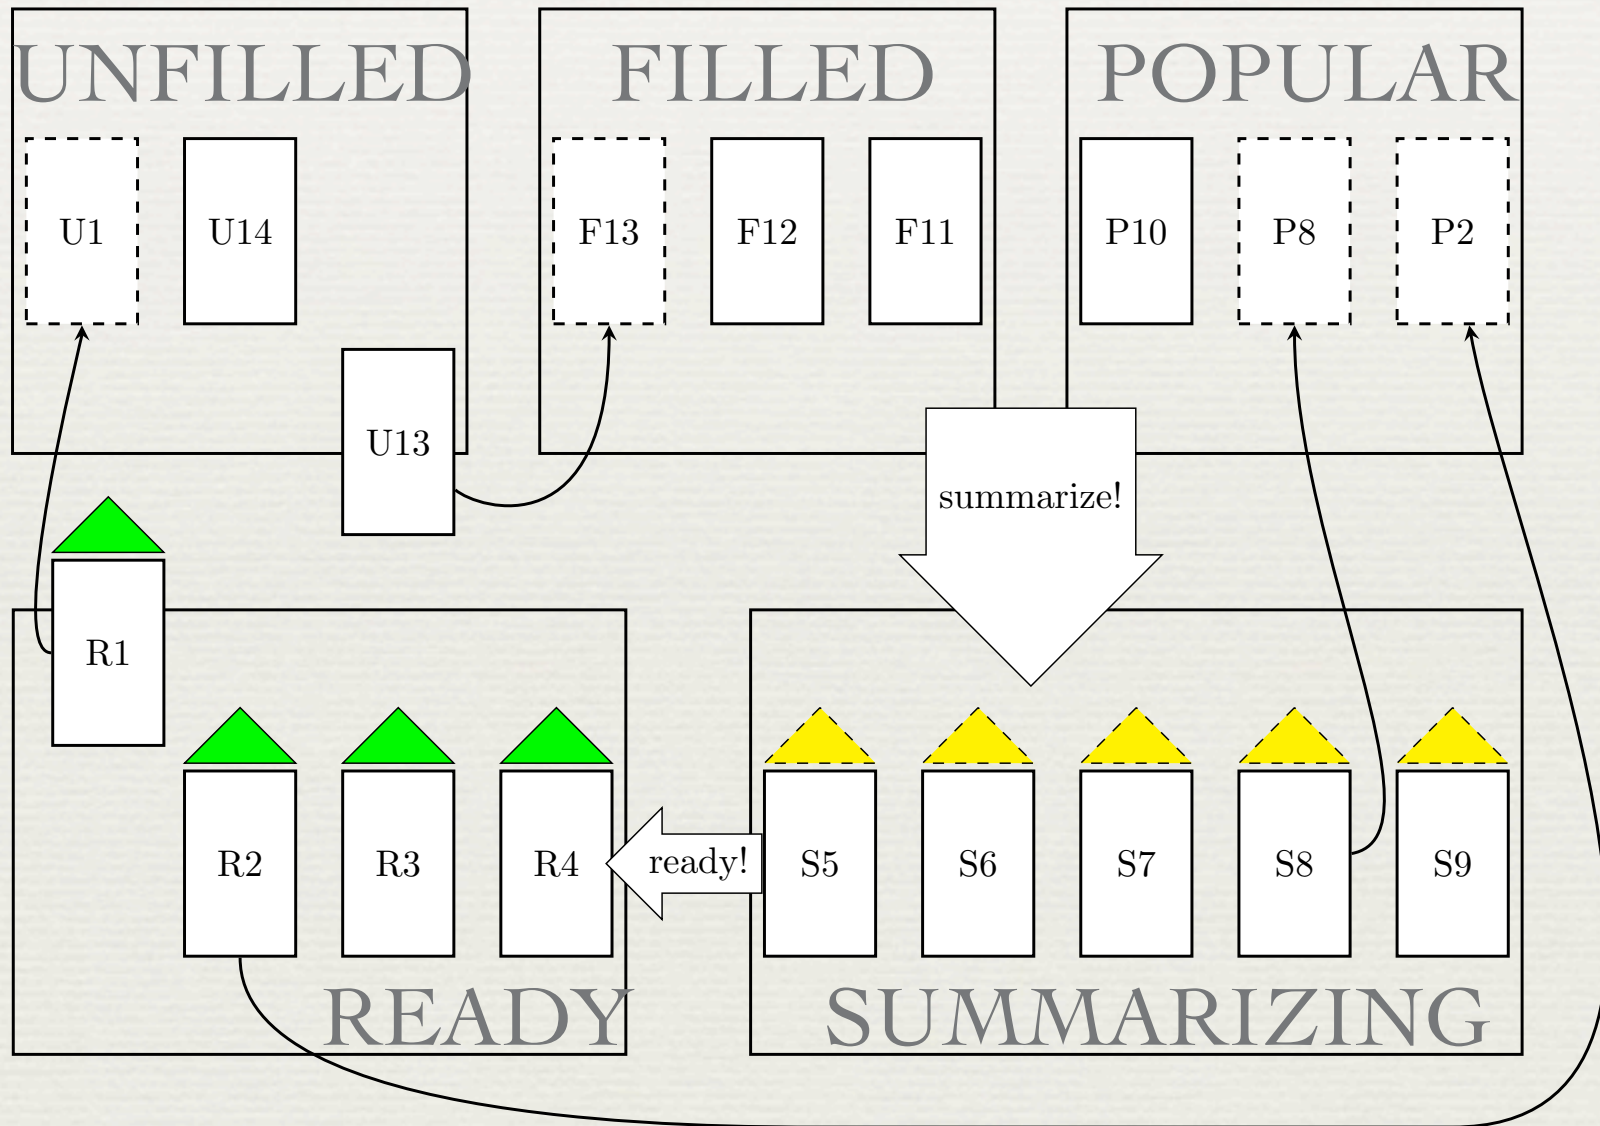 UNFILLED FILLED POPULAR
U1 U14 F13 F12 F11 P10 P8 P2
U13
summarize!
R1
R2 R3 R4 ready! S5 S6 S7 S8 S9
READY SUMMARIZING